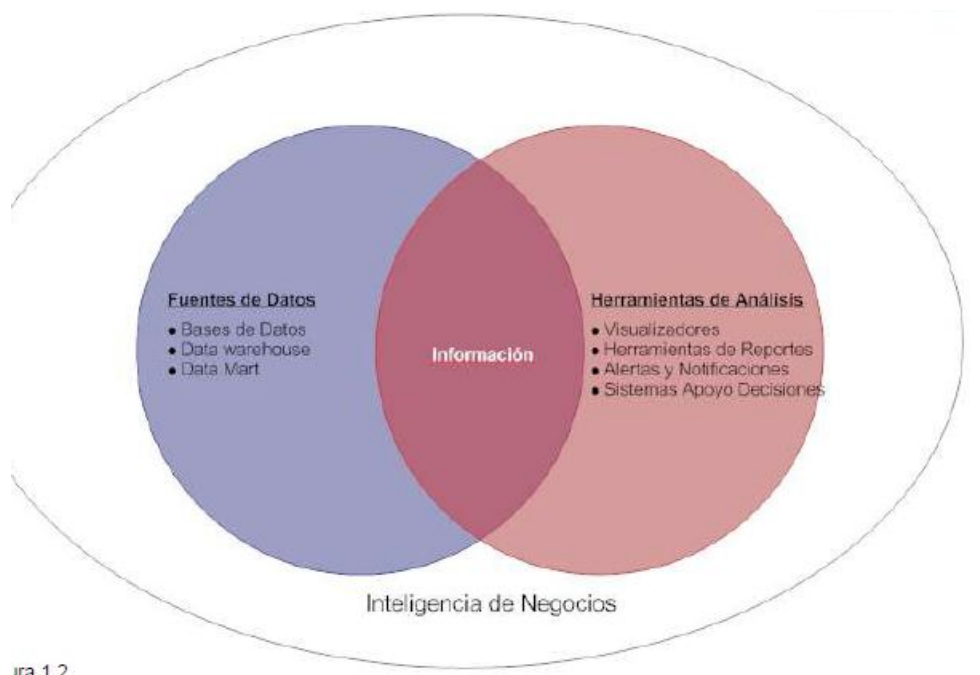 Fuentes de Datos
● Bases de Datos
● Data warehouse
● Data Mart
Información
Herramientas de Análisis
● Visualizadores
● Herramientas de Reportes
● Alertas y Notificaciones
● Sistemas Apoyo Decisiones
Inteligencia de Negocios
1.2